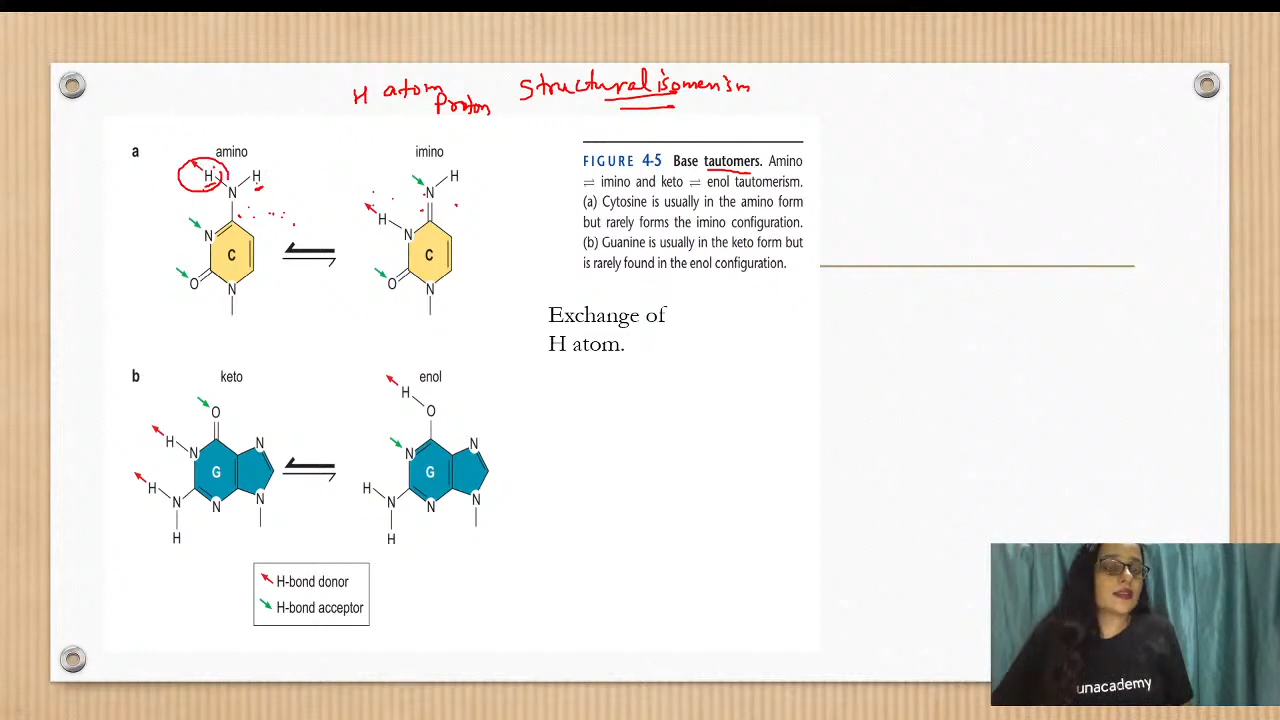 H atom
Proton
Structural isomenism
a
amino
imino
H
H
N
N
C
O
N
N
H
H
N
C
O
N
FIGURE 4-5 Base tautomers. Amino
⇌ imino and keto ⇌ enol tautomerism.
(a) Cytosine is usually in the amino form
but rarely forms the imino configuration.
(b) Guanine is usually in the keto form but
is rarely found in the enol configuration.
Exchange of
H atom.
b
keto
enol
O
H
N
N
G
H
N
N
N
H
H
O
N
N
G
H
N
N
N
H
H-bond donor
H-bond acceptor
unacademy